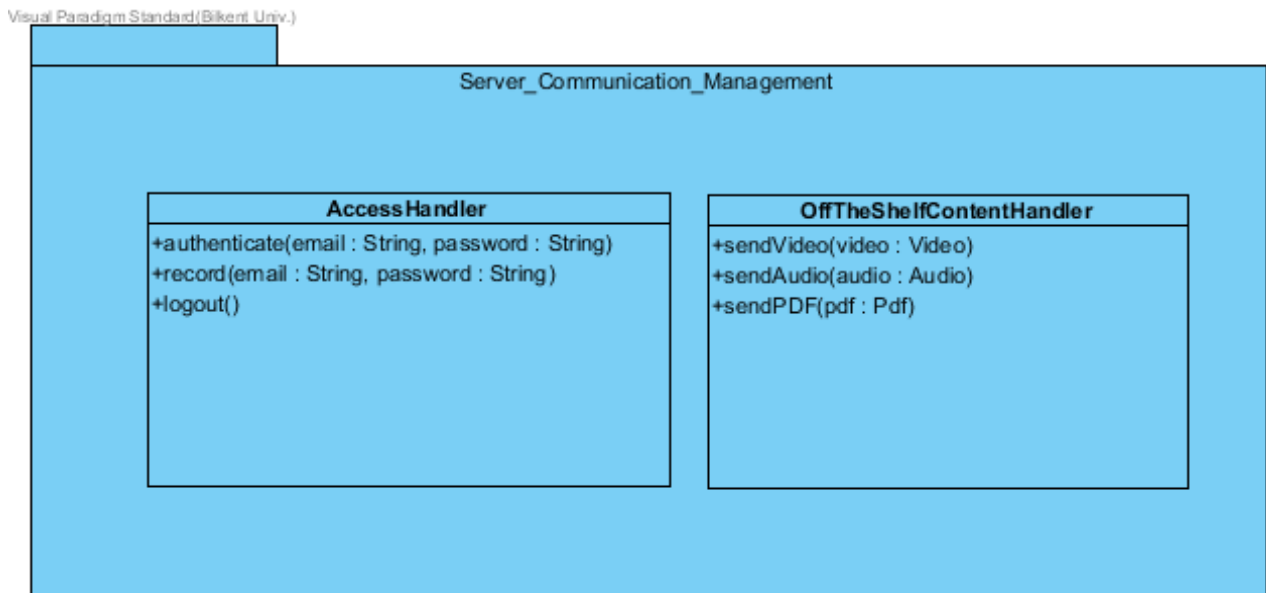 Visual Paradigm Standard(Bilkent Univ.)
Server_Communication_Management
AccessHandler
+authenticate(email : String, password : String)
+record(email : String, password : String)
+logout()
OffTheShelfContentHandler
+sendVideo(video : Video)
+sendAudio(audio : Audio)
+sendPDF(pdf : Pdf)